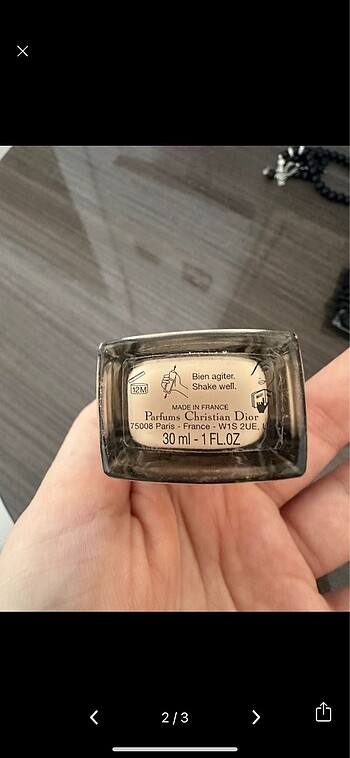 Bien agiter.
Shake well.
12M
MADE IN FRANCE
Parfums Christian Dior
75008 Paris - France - W1S 2UE,
30 ml - 1 FL.OZ
2/3